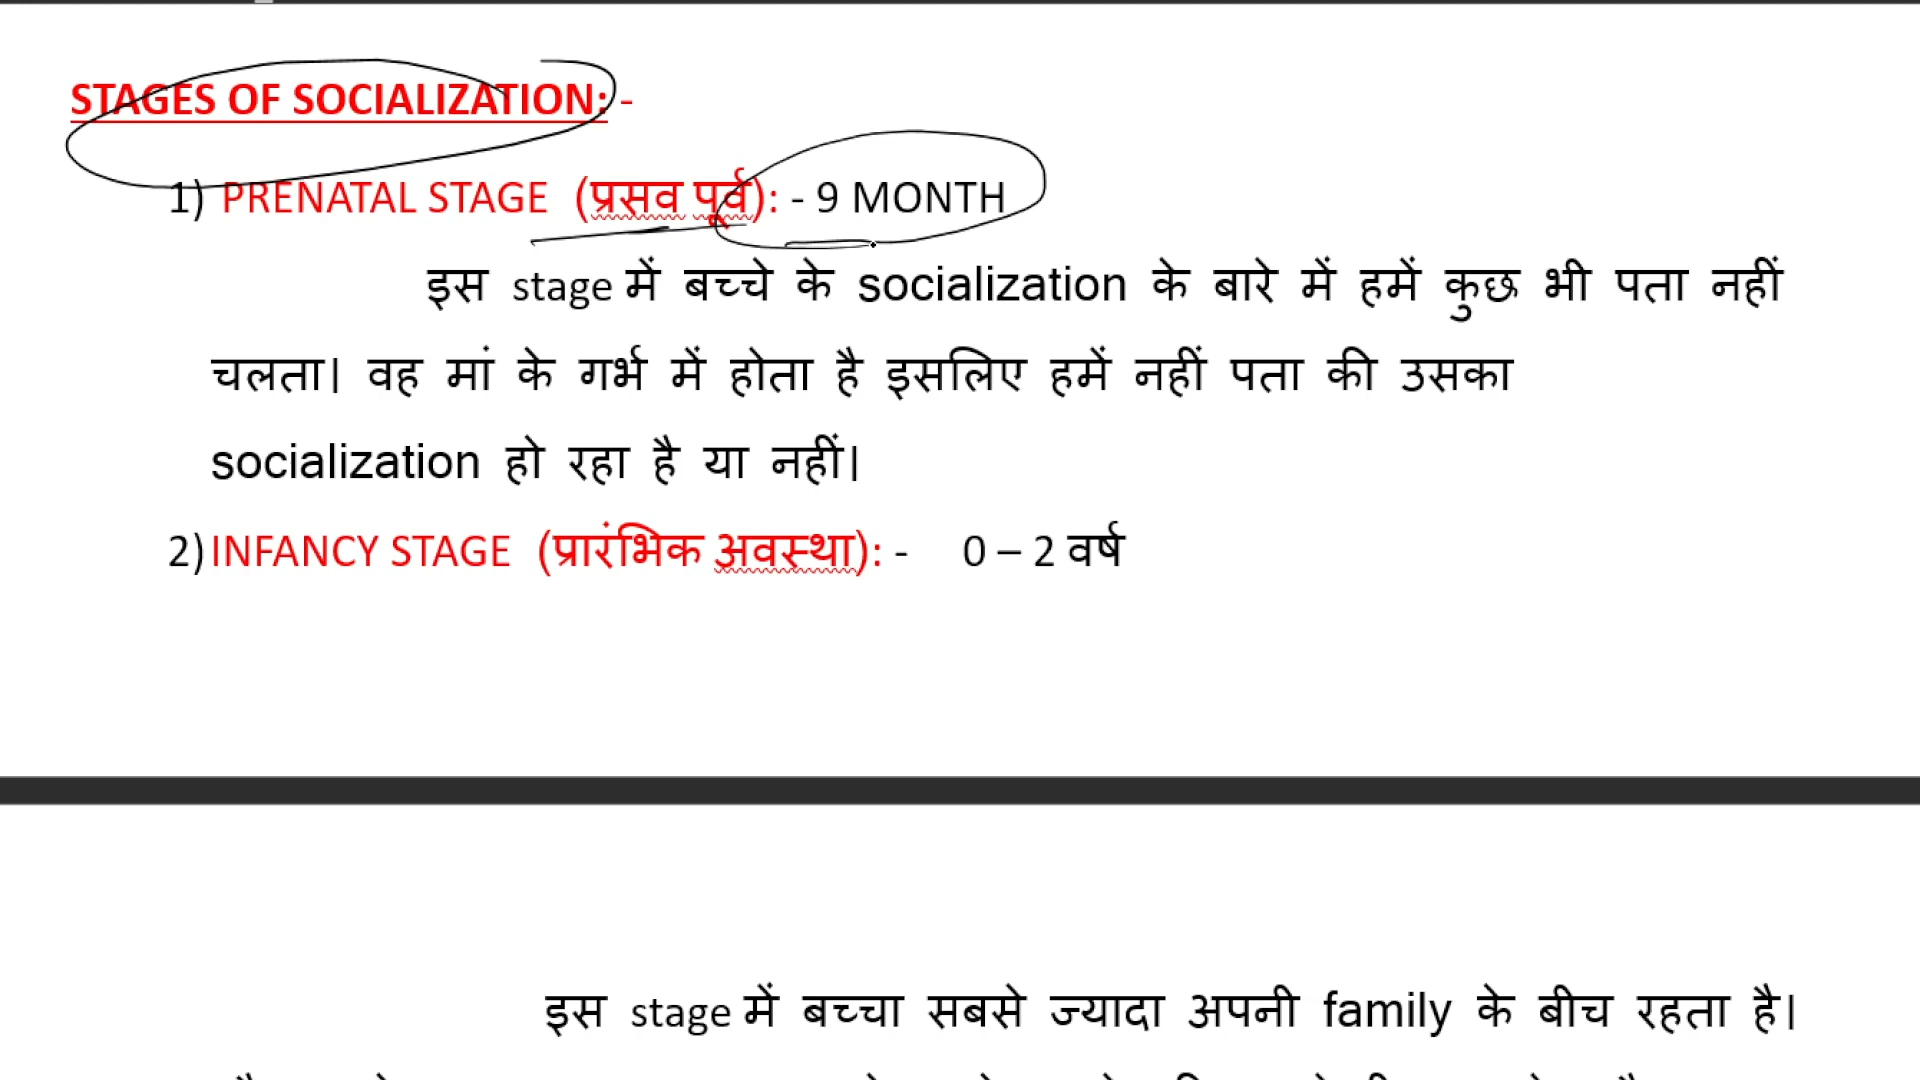 STAGES OF SOCIALIZATION: -
1) PRENATAL STAGE (प्रसव पूर्व): - 9 MONTH
इस stage में बच्चे के socialization के बारे में हमें कुछ भी पता नहीं
चलता। वह मां के गर्भ में होता है इसलिए हमें नहीं पता की उसका
socialization हो रहा है या नहीं।
2) INFANCY STAGE (प्रारंभिक अवस्था): - 0 – 2 वर्ष
इस stage में बच्चा सबसे ज्यादा अपनी family के बीच रहता है।